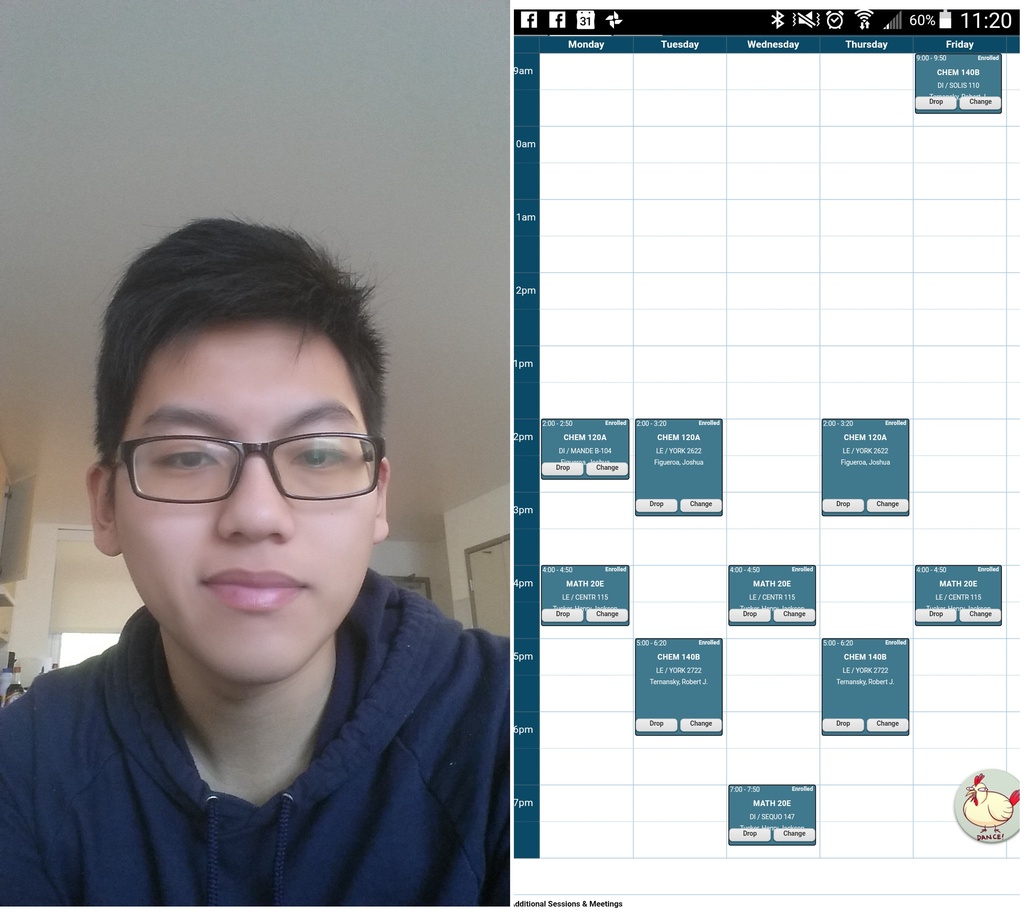 31
60%
11:20
Monday Tuesday Wednesday Thursday Friday
9am
9:00 - 9:50 Enrolled
CHEM 140B
DI / SOLIS 110
Ternansky, Robert J.
Drop Change
0am
1am
2pm
1pm
2pm
2:00 - 2:50 Enrolled
CHEM 120A
DI / MANDE B-104
Figueroa, Joshua
Drop Change
2:00 - 3:20 Enrolled
CHEM 120A
LE / YORK 2622
Figueroa, Joshua
Drop Change
2:00 - 3:20 Enrolled
CHEM 120A
LE / YORK 2622
Figueroa, Joshua
Drop Change
3pm
4pm
4:00 - 4:50 Enrolled
MATH 20E
LE / CENTR 115
Tucker, Henry Jackson
Drop Change
4:00 - 4:50 Enrolled
MATH 20E
LE / CENTR 115
Tucker, Henry Jackson
Drop Change
4:00 - 4:50 Enrolled
MATH 20E
LE / CENTR 115
Tucker, Henry Jackson
Drop Change
5pm
5:00 - 6:20 Enrolled
CHEM 140B
LE / YORK 2722
Ternansky, Robert J.
Drop Change
5:00 - 6:20 Enrolled
CHEM 140B
LE / YORK 2722
Ternansky, Robert J.
Drop Change
6pm
7pm
7:00 - 7:50 Enrolled
MATH 20E
DI / SEQUO 147
Tucker, Henry Jackson
Drop Change
DANCE!
dditional Sessions & Meetings